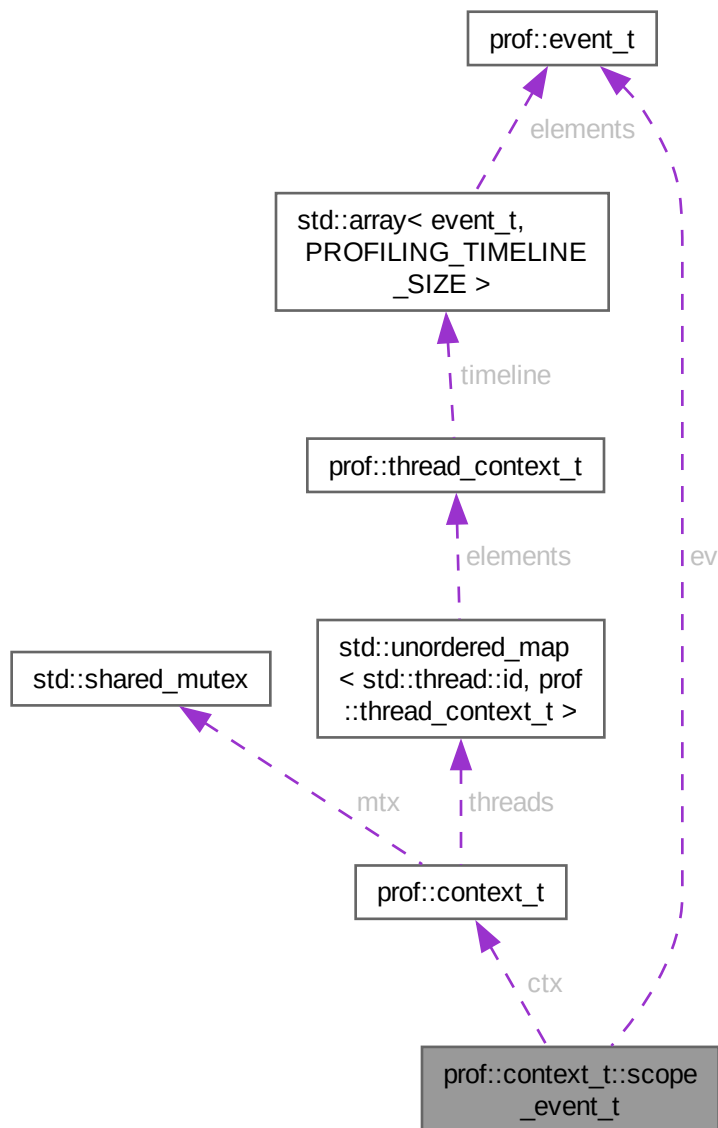 prof::event_t
elements
std::array< event_t,
PROFILING_TIMELINE
_SIZE >
timeline
prof::thread_context_t
elements
ev
std::unordered_map
< std::thread::id, prof
::thread_context_t >
std::shared_mutex
mtx
threads
prof::context_t
ctx
prof::context_t::scope
_event_t